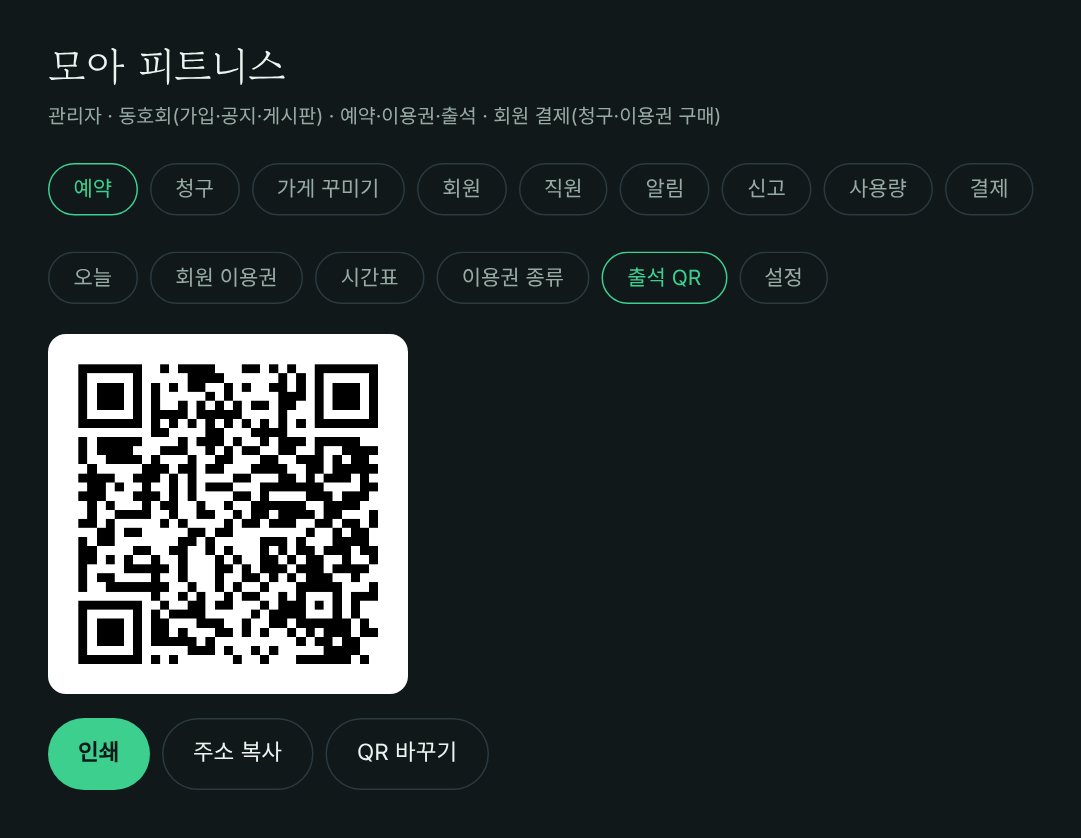 모아 피트니스
관리자 · 동호회(가입·공지·게시판) · 예약·이용권·출석 · 회원 결제(청구·이용권 구매)
예약 청구 가게 꾸미기 회원 직원 알림 신고 사용량 결제
오늘 회원 이용권 시간표 이용권 종류 출석 QR 설정
인쇄 주소 복사 QR 바꾸기